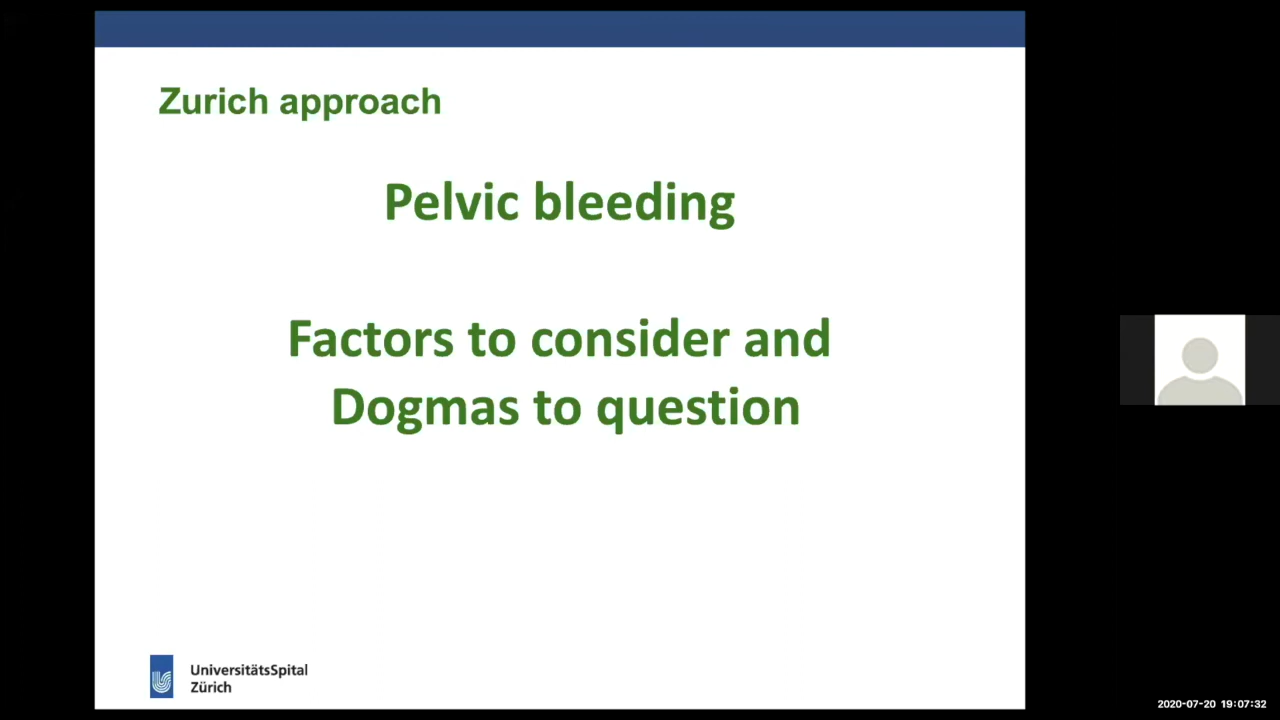 Zurich approach
Pelvic bleeding
Factors to consider and
Dogmas to question
UniversitätsSpital
Zürich
2020-07-20 19:07:32